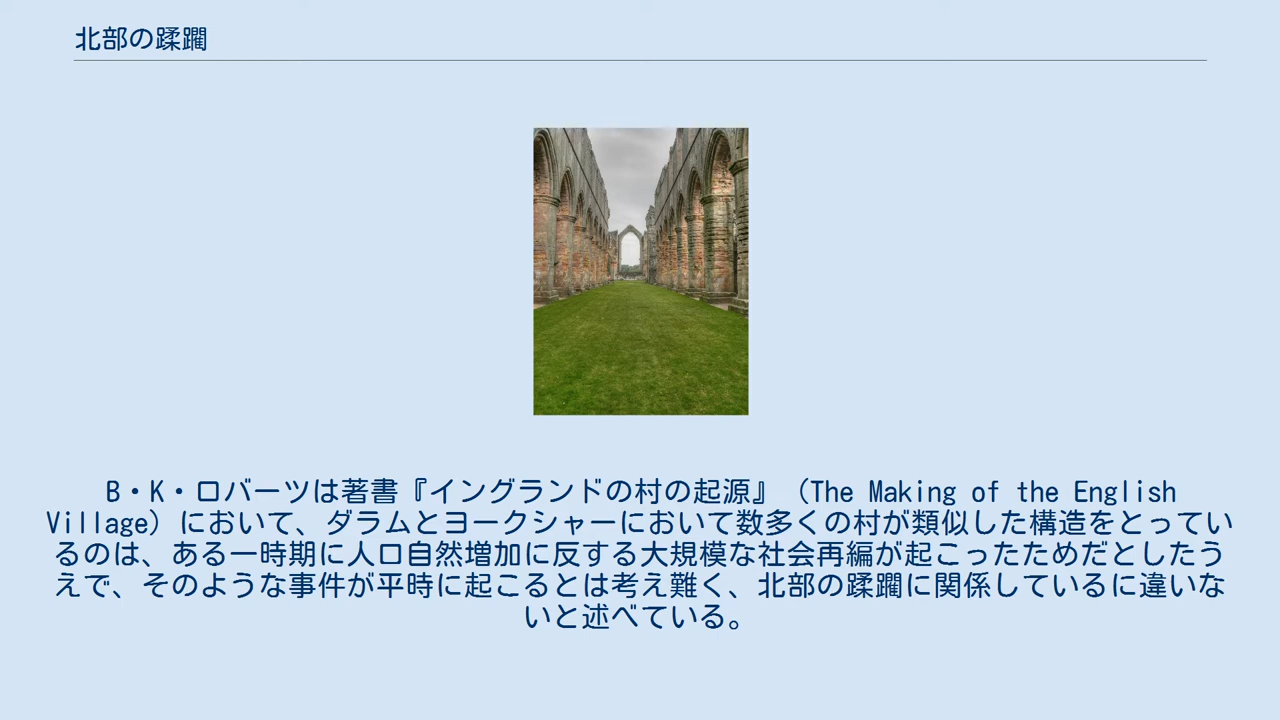 北部の蹂躙
B・K・ロバーツは著書『イングランドの村の起源』（The Making of the English
Village）において、ダラムとヨークシャーにおいて数多くの村が類似した構造をとってい
るのは、ある一時期に人口自然増加に反する大規模な社会再編が起こったためだとしたう
えで、そのような事件が平時に起こるとは考え難く、北部の蹂躙に関係しているに違いな
いと述べている。